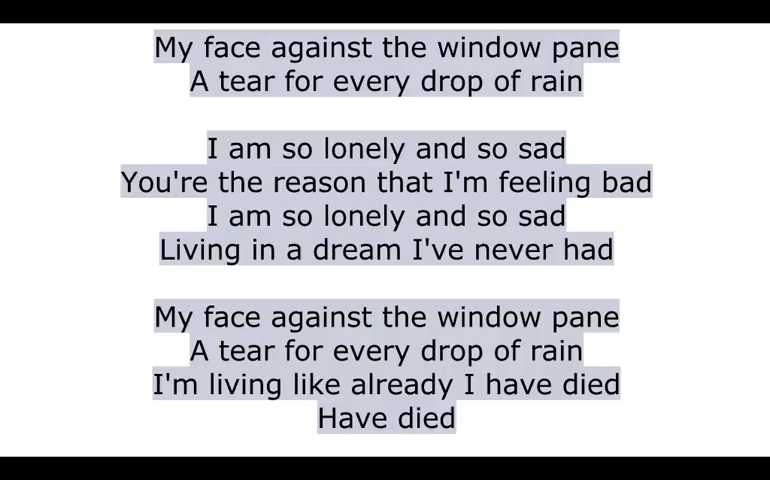 My face against the window pane
A tear for every drop of rain
I am so lonely and so sad
You're the reason that I'm feeling bad
I am so lonely and so sad
Living in a dream I've never had
My face against the window pane
A tear for every drop of rain
I'm living like already I have died
Have died